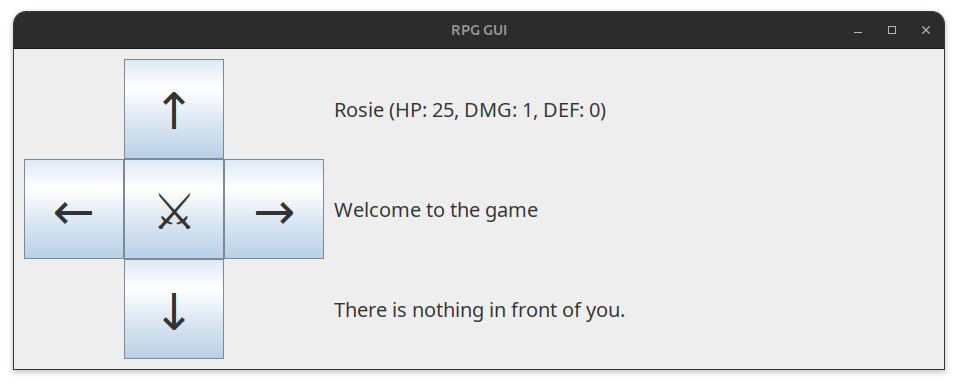 RPG GUI
↑
Rosie (HP: 25, DMG: 1, DEF: 0)
← ⚔ →
Welcome to the game
↓
There is nothing in front of you.